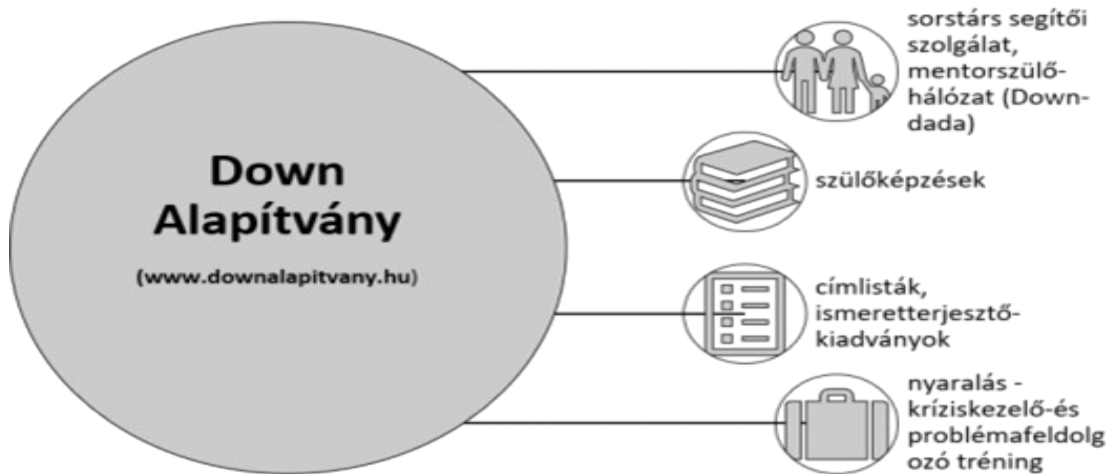 Down
Alapítvány
(www.downalapitvany.hu)
sorstárs segítői
szolgálat,
mentorszülő-
hálózat (Down-
dada)
szülőképzések
címlisták,
ismeretterjesztő-
kiadványok
nyaralás -
kríziskezelő-és
problémafeldolg
ozó tréning